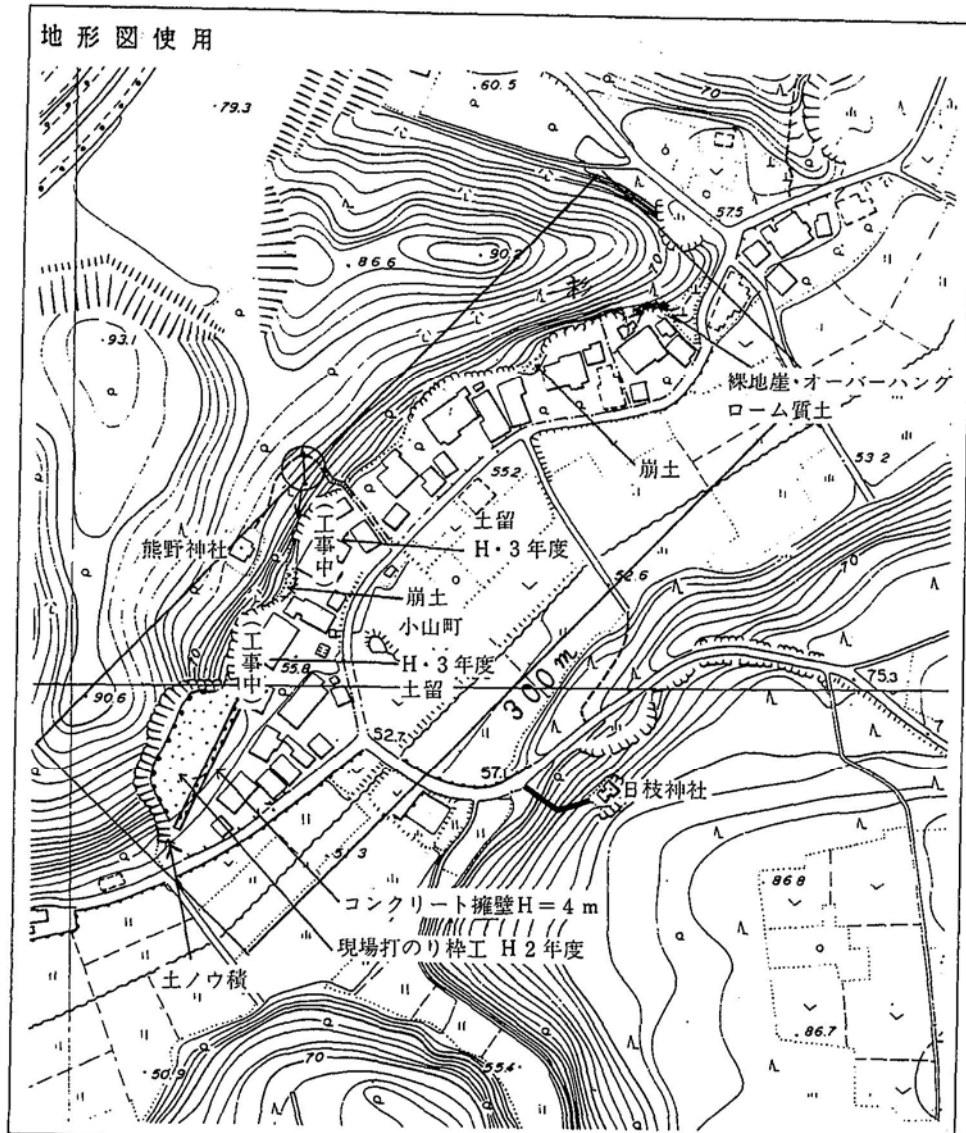 地形図使用
60.5
79.3
70
57.5
90.2
86.6
70
杉
93.1
裸地崖・オーバーハング
ローム質土
崩土
53.2
55.2
土留
H・3年度
(工事中)
熊野神社
52.6
70
崩土
小山町
H・3年度
土留
(工事中)
55.8
70
300m
90.6
75.3
52.7
57.1
日枝神社
51.3
86.8
コンクリート擁壁H=4m
現場打のり枠工 H2年度
土ノウ積
86.7
50.9
70
55.4